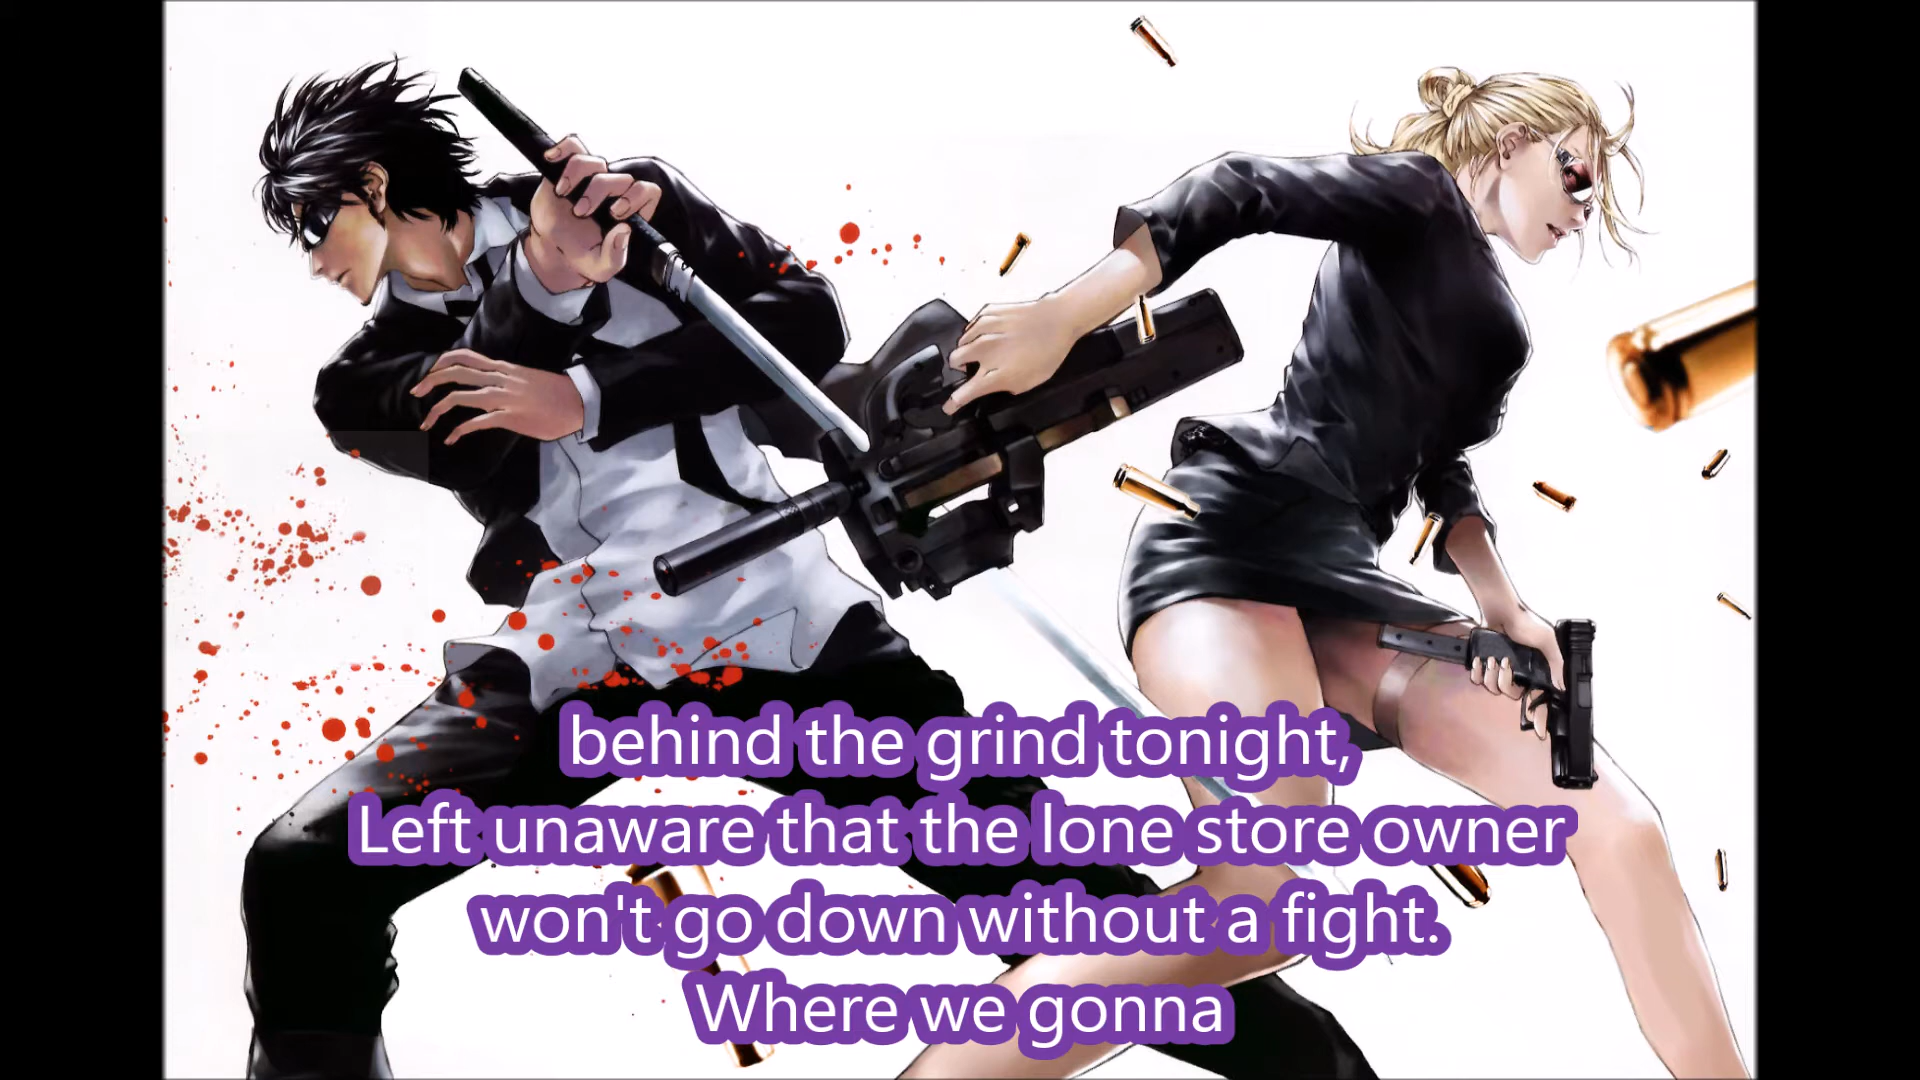 behind the grind tonight,
Left unaware that the lone store owner
won't go down without a fight.
Where we gonna